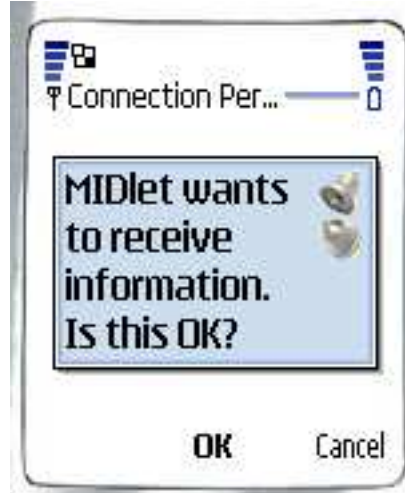 Connection Per...
MIDlet wants
to receive
information.
Is this OK?
OK Cancel